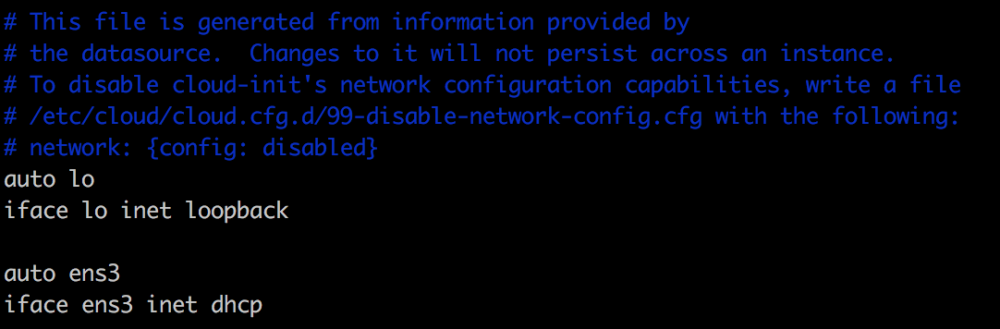 # This file is generated from information provided by
# the datasource.  Changes to it will not persist across an instance.
# To disable cloud-init's network configuration capabilities, write a file
# /etc/cloud/cloud.cfg.d/99-disable-network-config.cfg with the following:
# network: {config: disabled}
auto lo
iface lo inet loopback

auto ens3
iface ens3 inet dhcp